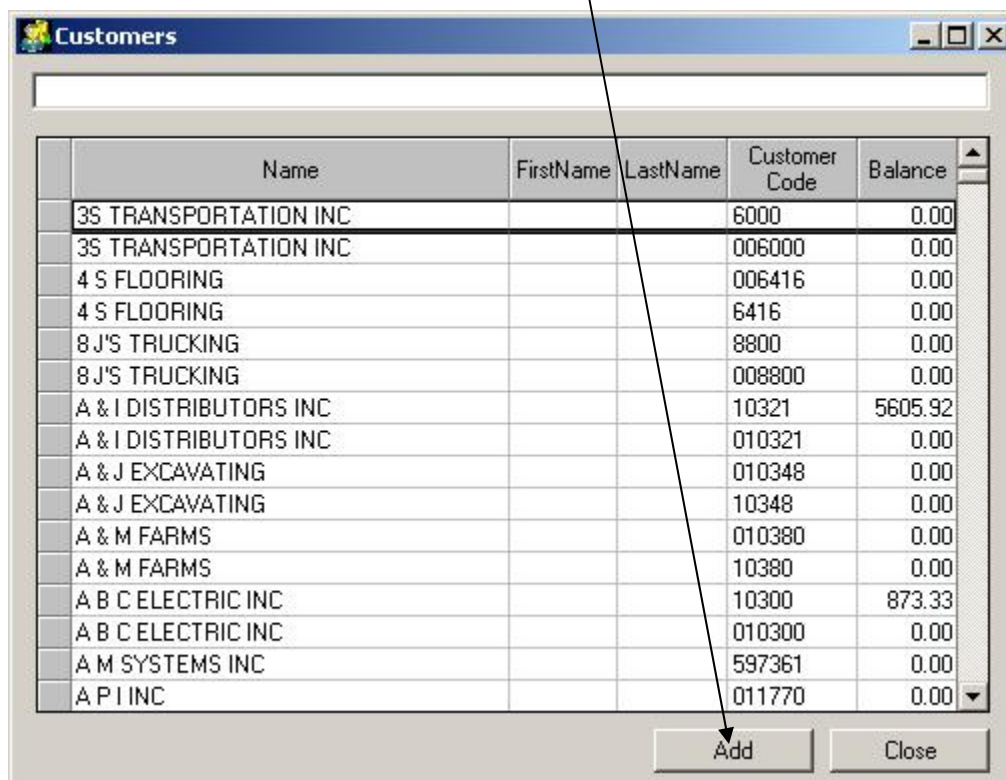 Customers
Name FirstName LastName Customer Code Balance
3S TRANSPORTATION INC 6000 0.00
3S TRANSPORTATION INC 006000 0.00
4 S FLOORING 006416 0.00
4 S FLOORING 6416 0.00
8 J'S TRUCKING 8800 0.00
8 J'S TRUCKING 008800 0.00
A & I DISTRIBUTORS INC 10321 5605.92
A & I DISTRIBUTORS INC 010321 0.00
A & J EXCAVATING 010348 0.00
A & J EXCAVATING 10348 0.00
A & M FARMS 010380 0.00
A & M FARMS 10380 0.00
A B C ELECTRIC INC 10300 873.33
A B C ELECTRIC INC 010300 0.00
A M SYSTEMS INC 597361 0.00
A P I INC 011770 0.00
Add Close